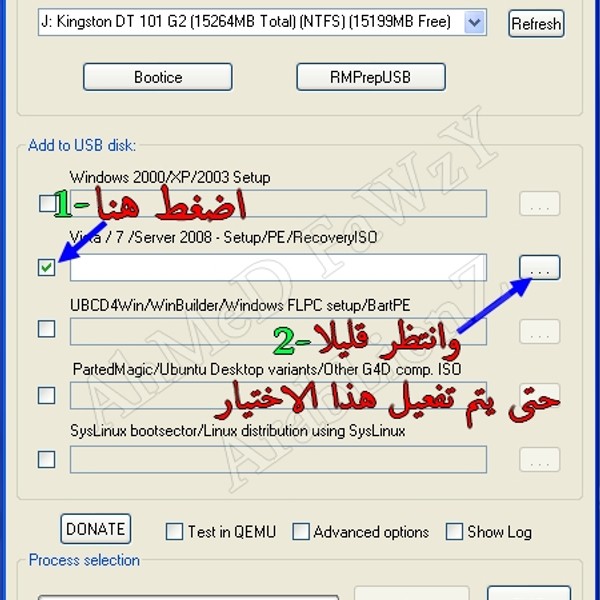 J: Kingston DT 101 G2 (15264MB Total) (NTFS) (15199MB Free)
Refresh
Bootice
RMPrepUSB
Add to USB disk:
Windows 2000/XP/2003 Setup
1- اضغط هنا
...
Vista / 7 /Server 2008 - Setup/PE/RecoveryISO
...
UBCD4Win/WinBuilder/Windows FLPC setup/BartPE
2- وانتظر قليلا
...
PartedMagic/Ubuntu Desktop variants/Other G4D comp. ISO
حتى يتم تفعيل هذا الاختيار
SysLinux bootsector/Linux distribution using SysLinux
...
DONATE
Test in QEMU
Advanced options
Show Log
Process selection
AhMeD FaWzY